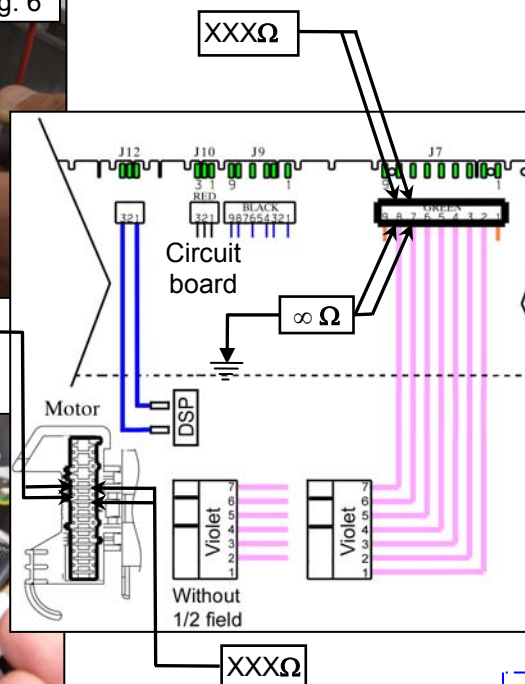 g. 6
XXXΩ
J12
J10
J9
J7
3 1
9
1
9
1
RED
BLACK
GREEN
321
321
987654321
9 8 7 6 5 4 3 2 1
Circuit
board
∞ Ω
Motor
DSP
7
6
5
4
3
2
1
Violet
7
6
5
4
3
2
1
Violet
Without
1/2 field
XXXΩ